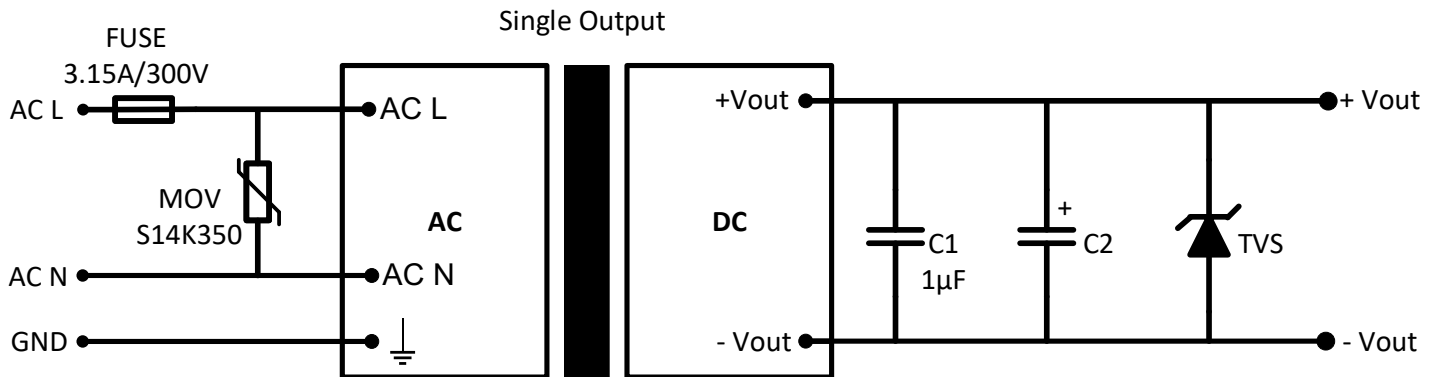 Single Output
FUSE
3.15A/300V
AC L
AC L
+Vout
+ Vout
MOV
S14K350
AC
DC
+
C1
1µF
C2
TVS
AC N
AC N
GND
- Vout
- Vout